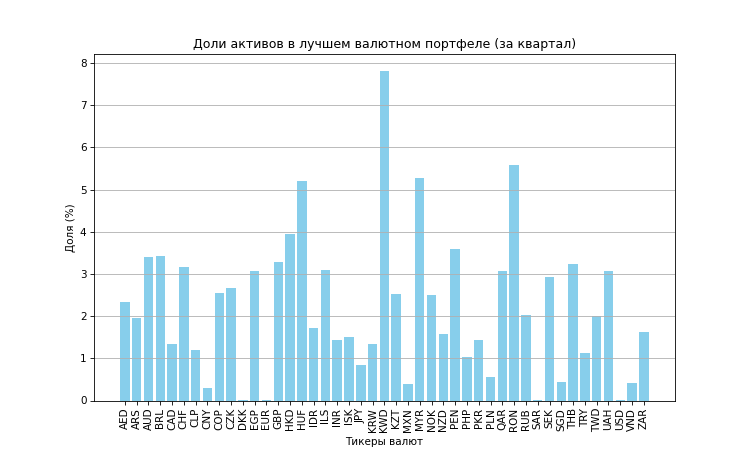 Доли активов в лучшем валютном портфеле (за квартал)
Доля (%)
8
7
6
5
4
3
2
1
0
AED ARS AUD BRL CAD CHF CLP CNY COP CZK DKK EGP EUR GBP HKD HUF IDR ILS INR ISK JPY KRW KWD KZT MXN MYR NOK NZD PEN PHP PKR PLN QAR RON RUB SAR SEK SGD THB TRY TWD UAH USD VND ZAR
Тикеры валют